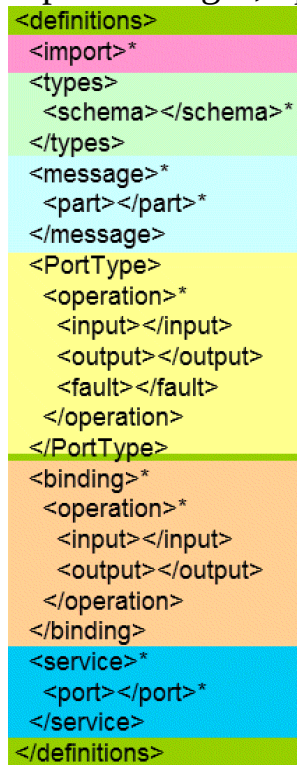 <definitions>
<import>*
<types>
<schema></schema>*
</types>
<message>*
<part></part>*
</message>
<PortType>
<operation>*
<input></input>
<output></output>
<fault></fault>
</operation>
</PortType>
<binding>*
<operation>*
<input></input>
<output></output>
</operation>
</binding>
<service>*
<port></port>*
</service>
</definitions>